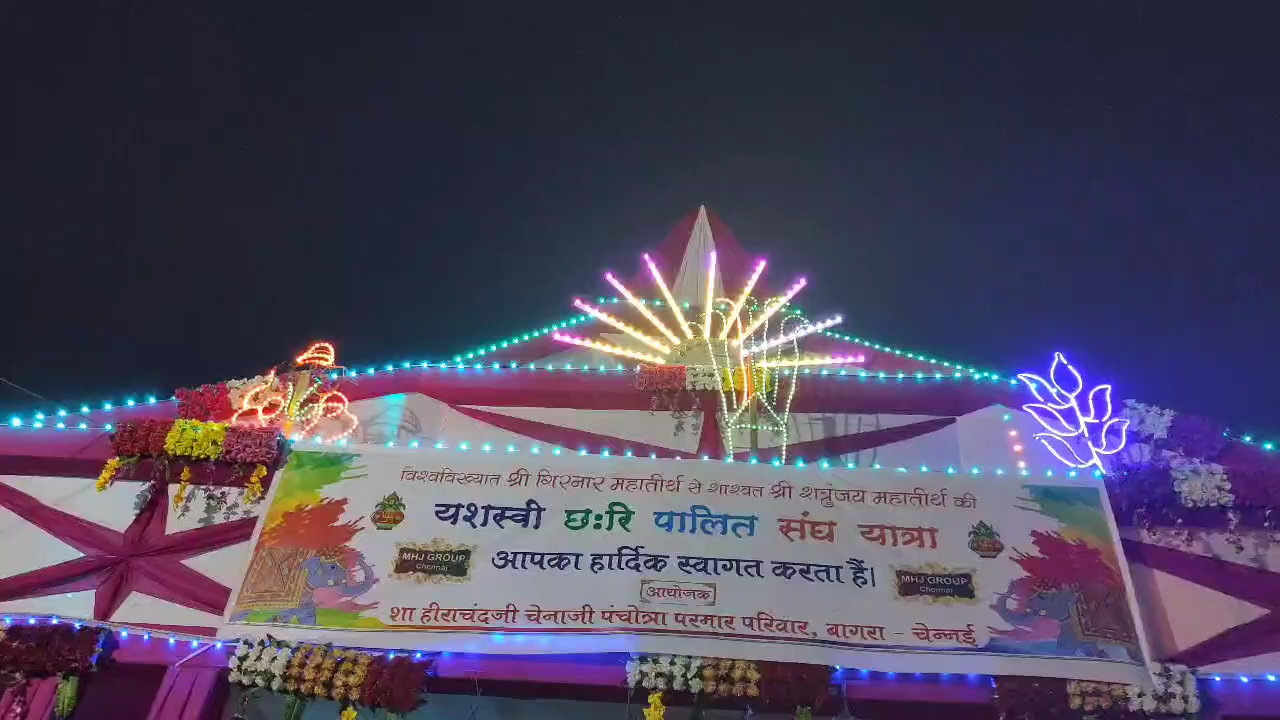 विश्वविख्यात श्री गिरनार महातीर्थ से शाश्वत श्री शत्रुंजय महातीर्थ की
यशस्वी छ:रि पालित संघ यात्रा
आपका हार्दिक स्वागत करता हैं।
MHJ GROUP
Chennai
MHJ GROUP
Chennai
आयोजक
शा हीराचंदजी चेनाजी पंचोत्रा परमार परिवार, बागरा - चेन्नई